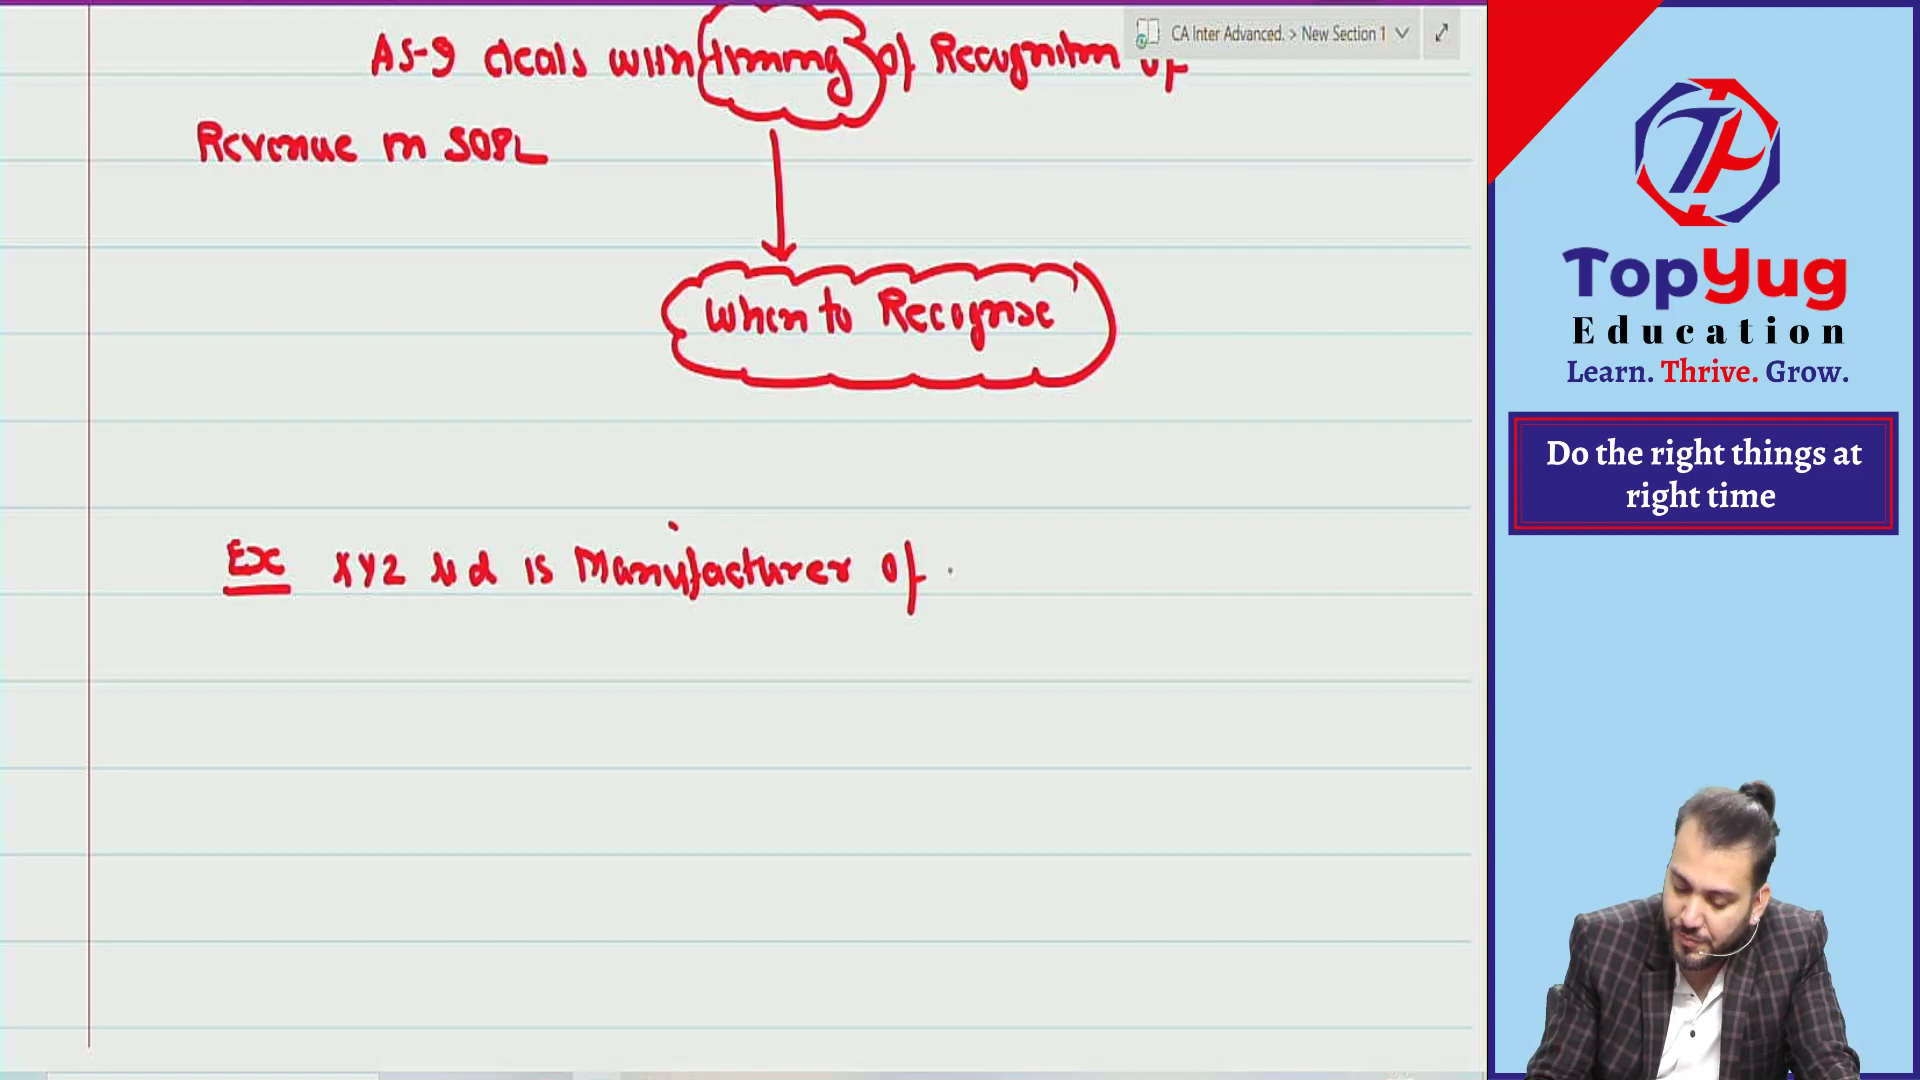 CA Inter Advanced. > New Section 1
AS-9 deals with timing of Recognition of
Revenue in SOPL
When to Recognise
Ex XYZ Ltd is Manufacturer of
TopYug
Education
Learn. Thrive. Grow.
Do the right things at
right time